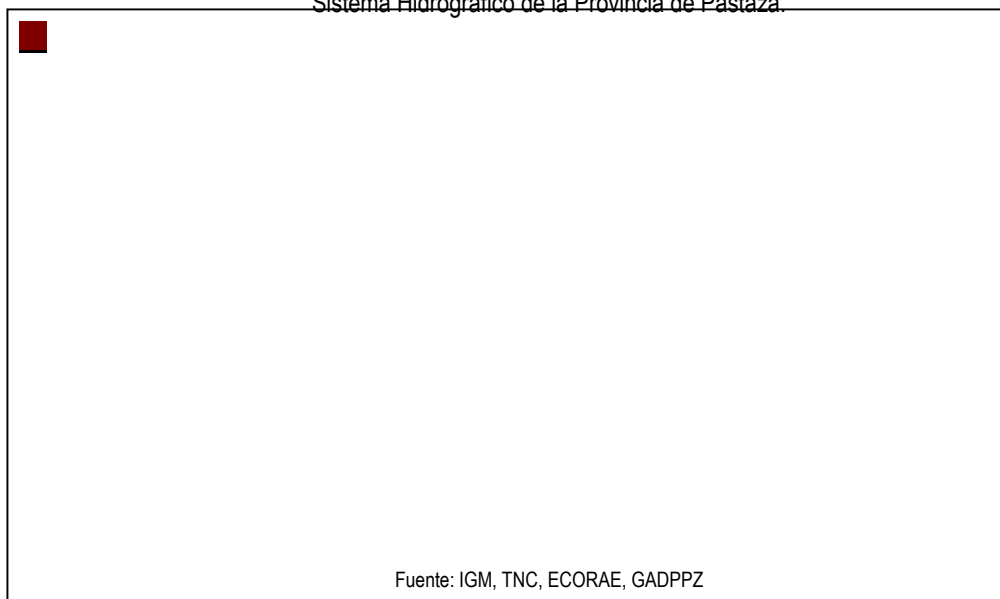 Sistema Hidrográfico de la Provincia de Pastaza.
Fuente: IGM, TNC, ECORAE, GADPPZ